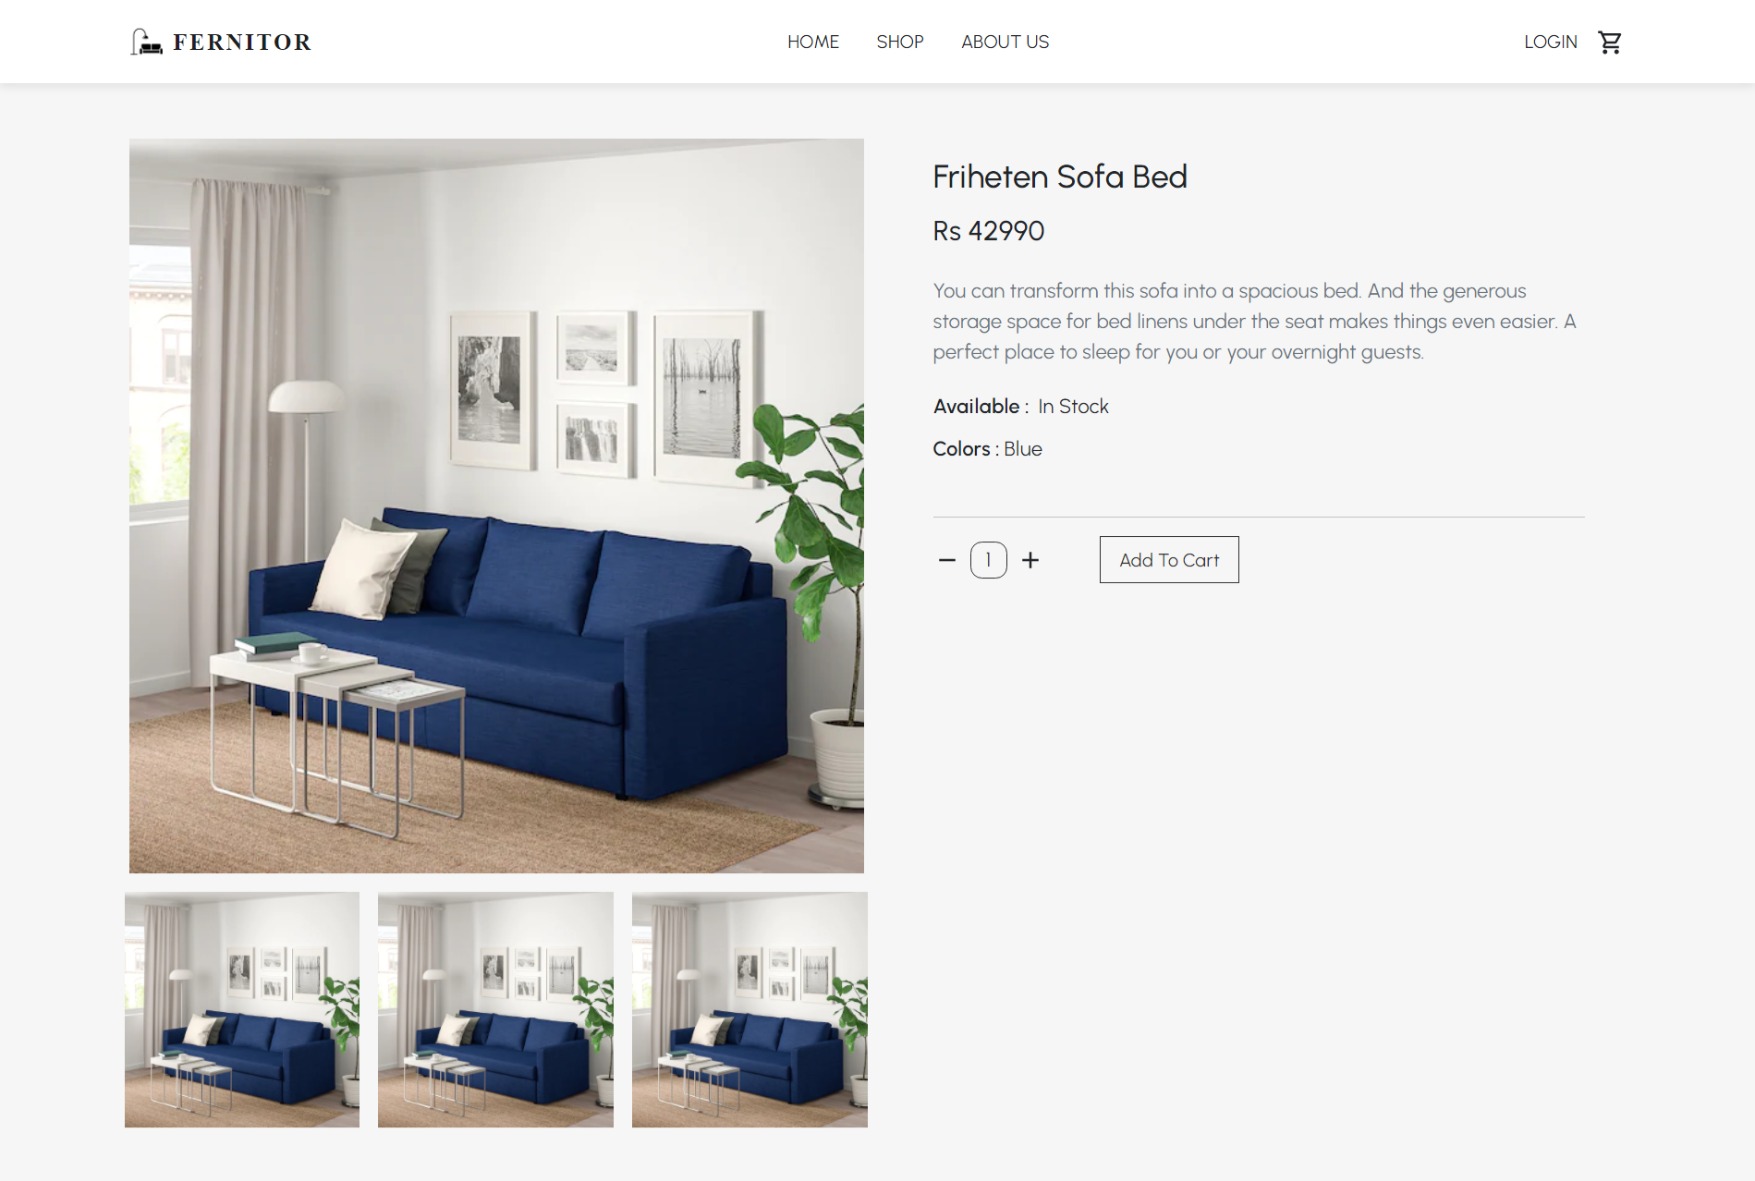 FERNITOR
HOME
SHOP
ABOUT US
LOGIN
Friheten Sofa Bed
Rs 42990
You can transform this sofa into a spacious bed. And the generous
storage space for bed linens under the seat makes things even easier. A
perfect place to sleep for you or your overnight guests.
Available : In Stock
Colors : Blue
1
Add To Cart